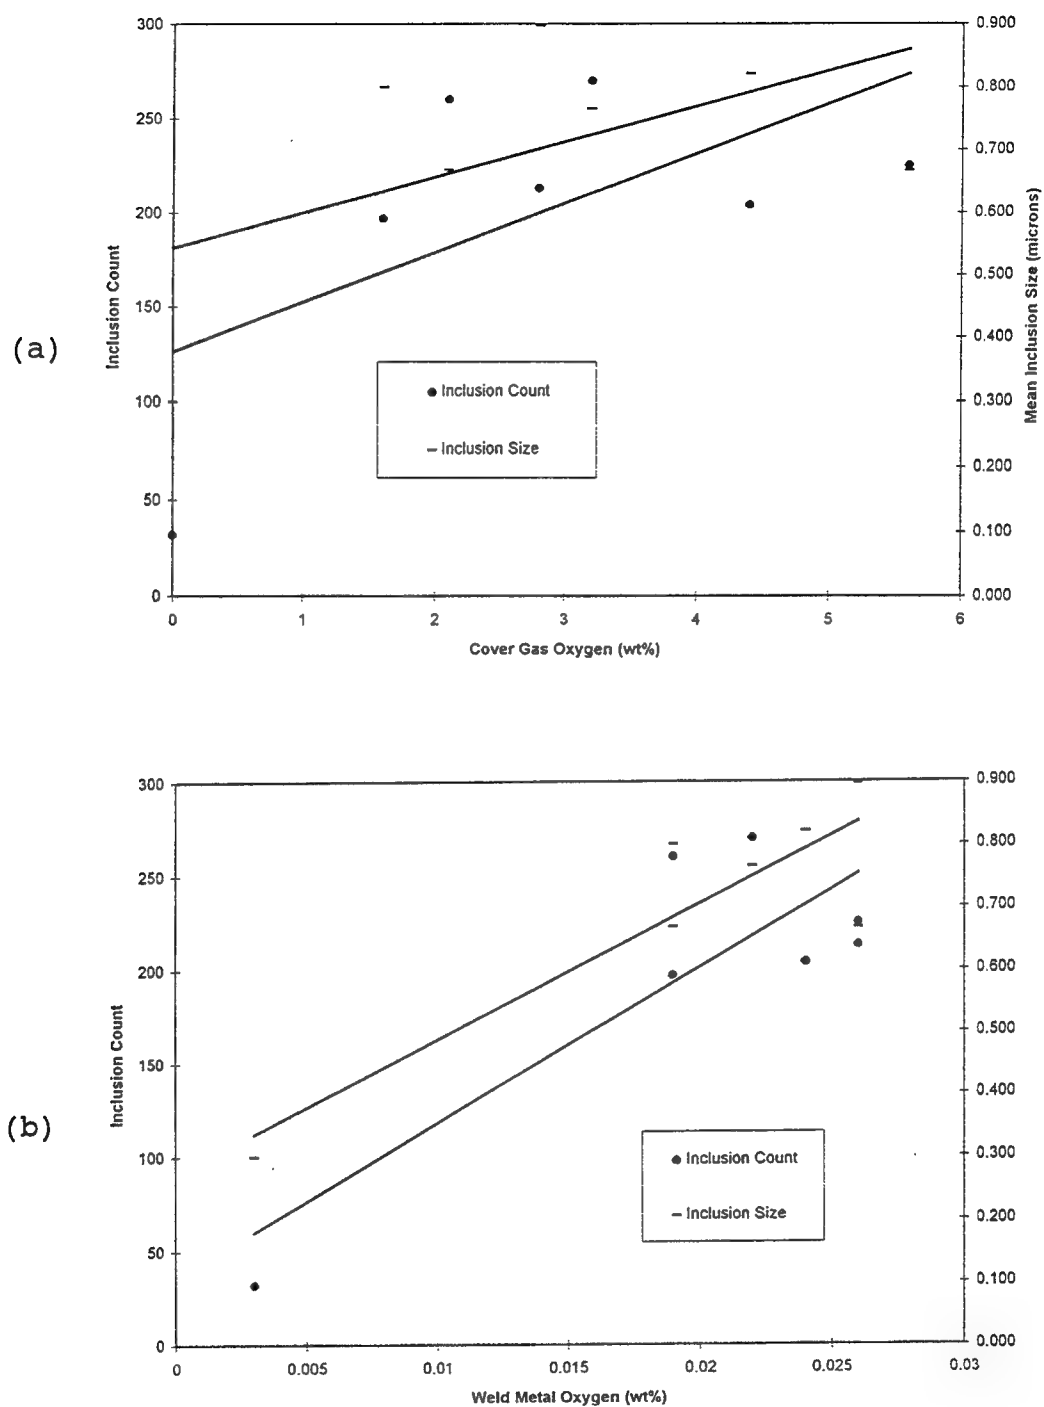 (a)
Inclusion Count
300
250
200
150
100
50
0
0.900
0.800
0.700
0.600
0.500
0.400
0.300
0.200
0.100
0.000
Mean Inclusion Size (microns)
Inclusion Count
Inclusion Size
0 1 2 3 4 5 6
Cover Gas Oxygen (wt%)
(b)
Inclusion Count
300
250
200
150
100
50
0
0.900
0.800
0.700
0.600
0.500
0.400
0.300
0.200
0.100
0.000
Inclusion Count
Inclusion Size
0 0.005 0.01 0.015 0.02 0.025 0.03
Weld Metal Oxygen (wt%)